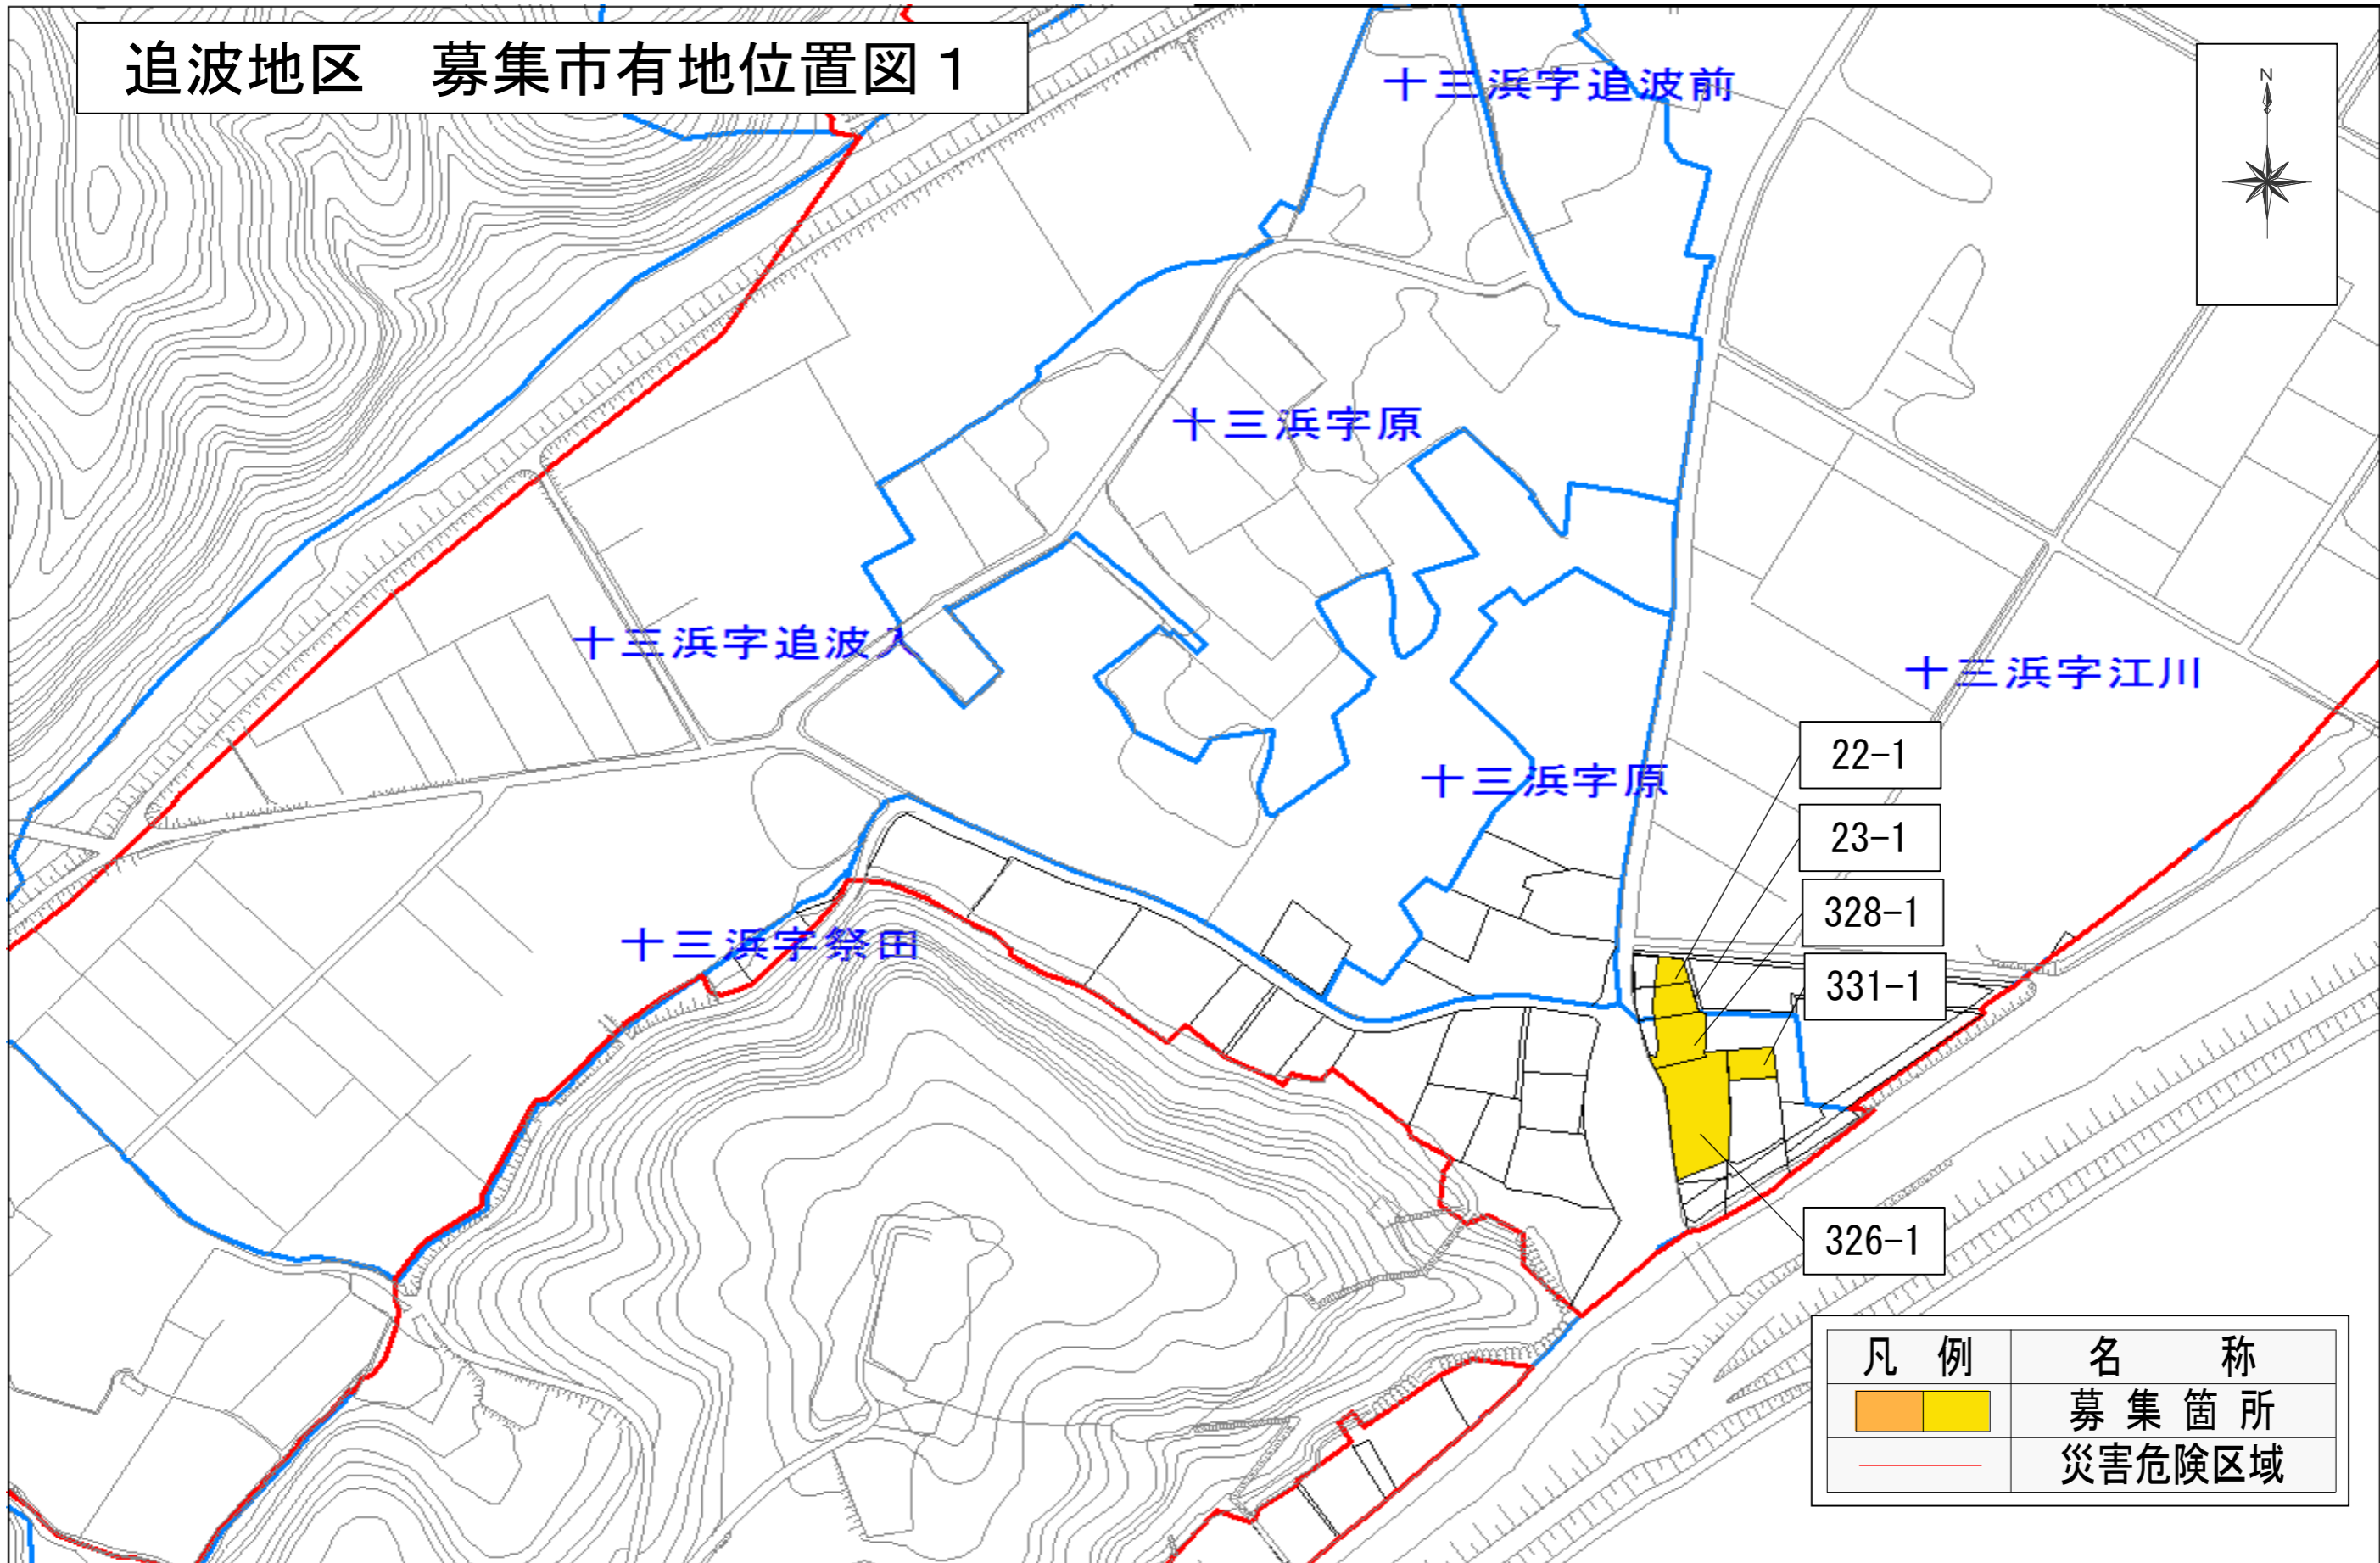 追波地区　募集市有地位置図１
N
十三浜字追波前
十三浜字原
十三浜字追波入
十三浜字江川
22-1
十三浜字原
23-1
328-1
十三浜字祭田
331-1
326-1
凡 例 名 称
募 集 箇 所
災害危険区域